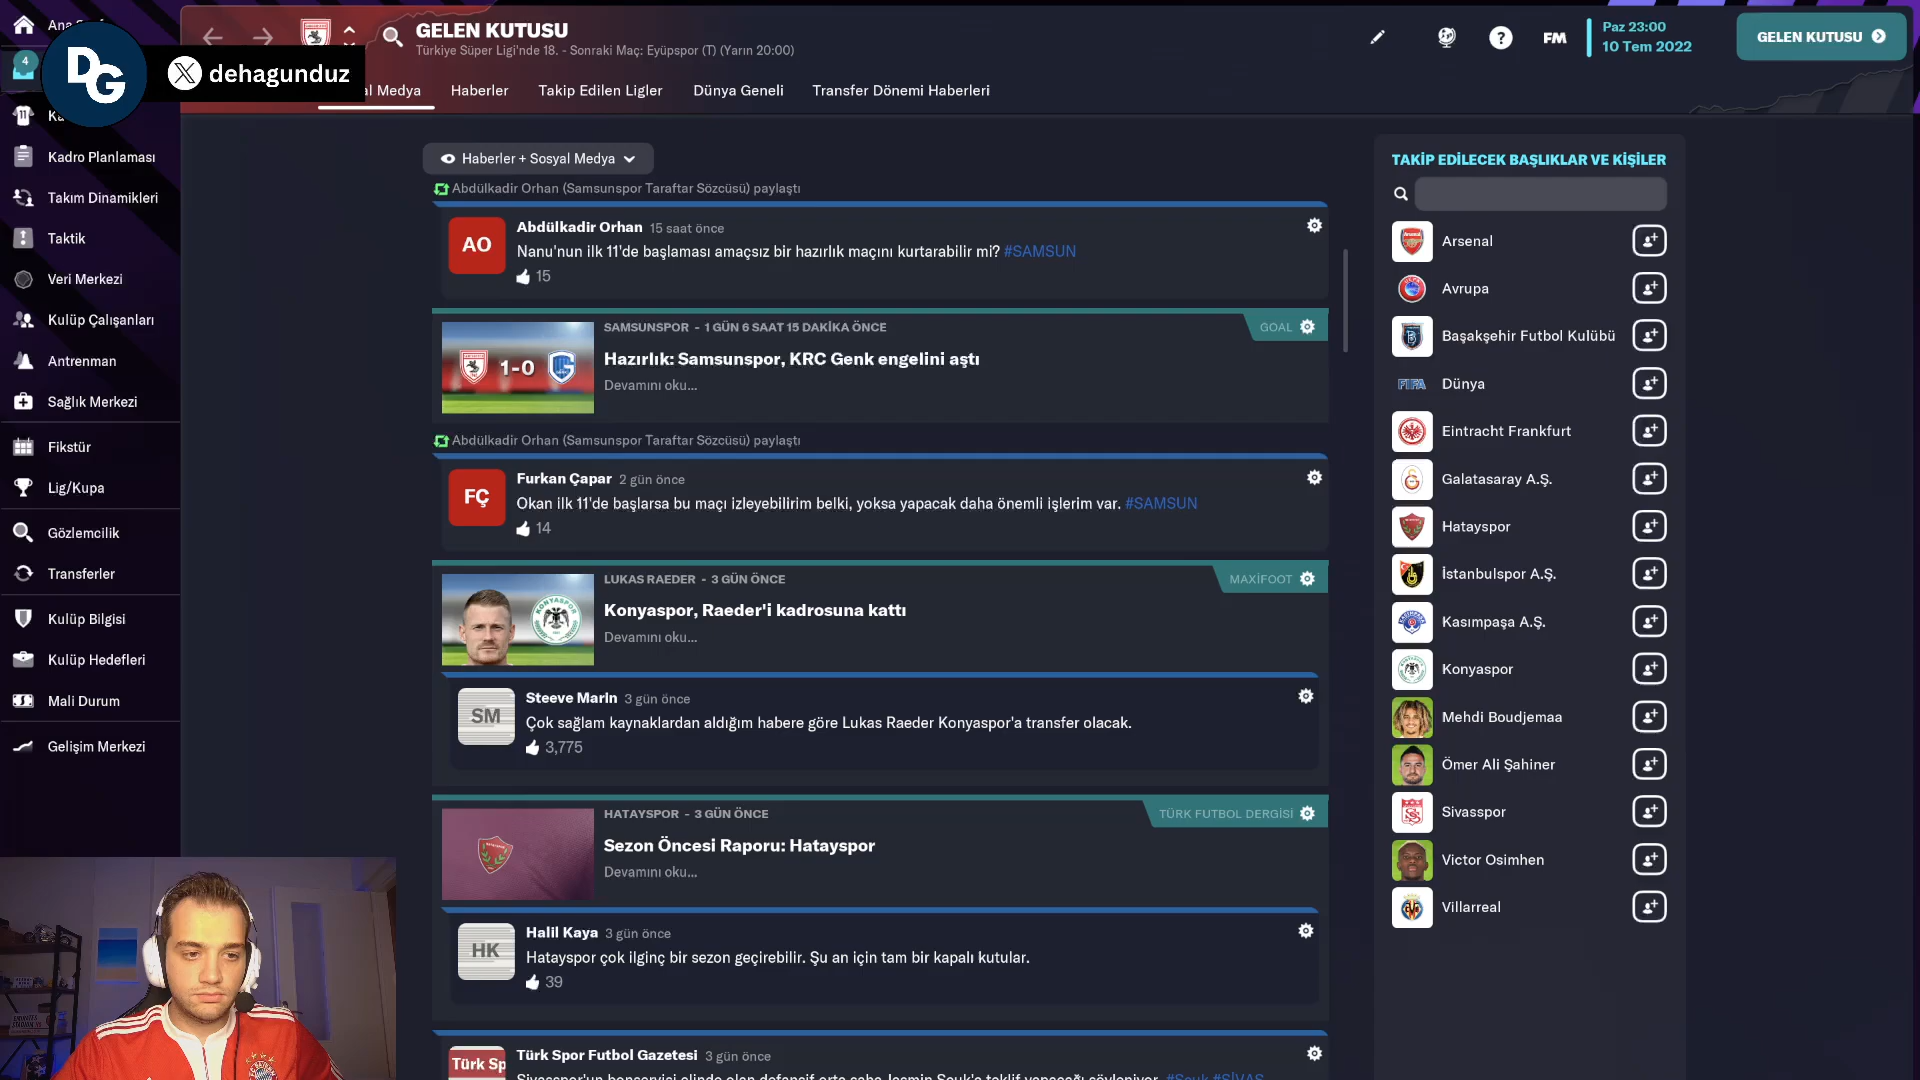 Ana
GELEN KUTUSU
Türkiye Süper Ligi'nde 18. - Sonraki Maç: Eyüpspor (T) (Yarın 20:00)
FM
Paz 23:00
10 Tem 2022
GELEN KUTUSU
4
DG
dehagunduz
al Medya
Haberler
Takip Edilen Ligler
Dünya Geneli
Transfer Dönemi Haberleri
11
Kadro Planlaması
Takım Dinamikleri
Taktik
Veri Merkezi
Kulüp Çalışanları
Antrenman
Sağlık Merkezi
Fikstür
Lig/Kupa
Gözlemcilik
Transferler
Kulüp Bilgisi
Kulüp Hedefleri
Mali Durum
Gelişim Merkezi
Haberler + Sosyal Medya
Abdülkadir Orhan (Samsunspor Taraftar Sözcüsü) paylaştı
AO
Abdülkadir Orhan 15 saat önce
Nanu'nun ilk 11'de başlaması amaçsız bir hazırlık maçını kurtarabilir mi? #SAMSUN
15
SAMSUNSPOR - 1 GÜN 6 SAAT 15 DAKİKA ÖNCE
GOAL
1-0
Hazırlık: Samsunspor, KRC Genk engelini aştı
Devamını oku...
Abdülkadir Orhan (Samsunspor Taraftar Sözcüsü) paylaştı
FÇ
Furkan Çapar 2 gün önce
Okan ilk 11'de başlarsa bu maçı izleyebilirim belki, yoksa yapacak daha önemli işlerim var. #SAMSUN
14
LUKAS RAEDER - 3 GÜN ÖNCE
MAXİFOOT
KONYASPOR
Konyaspor, Raeder'i kadrosuna kattı
Devamını oku...
SM
Steeve Marin 3 gün önce
Çok sağlam kaynaklardan aldığım habere göre Lukas Raeder Konyaspor'a transfer olacak.
3,775
HATAYSPOR - 3 GÜN ÖNCE
TÜRK FUTBOL DERGİSİ
Sezon Öncesi Raporu: Hatayspor
Devamını oku...
HK
Halil Kaya 3 gün önce
Hatayspor çok ilginç bir sezon geçirebilir. Şu an için tam bir kapalı kutular.
39
Türk Sp
Türk Spor Futbol Gazetesi 3 gün önce
TAKİP EDİLECEK BAŞLIKLAR VE KİŞİLER
Arsenal
Avrupa
Başakşehir Futbol Kulübü
FIFA
Dünya
Eintracht Frankfurt
Galatasaray A.Ş.
Hatayspor
İstanbulspor A.Ş.
Kasımpaşa A.Ş.
Konyaspor
Mehdi Boudjemaa
Ömer Ali Şahiner
Sivasspor
Victor Osimhen
Villarreal